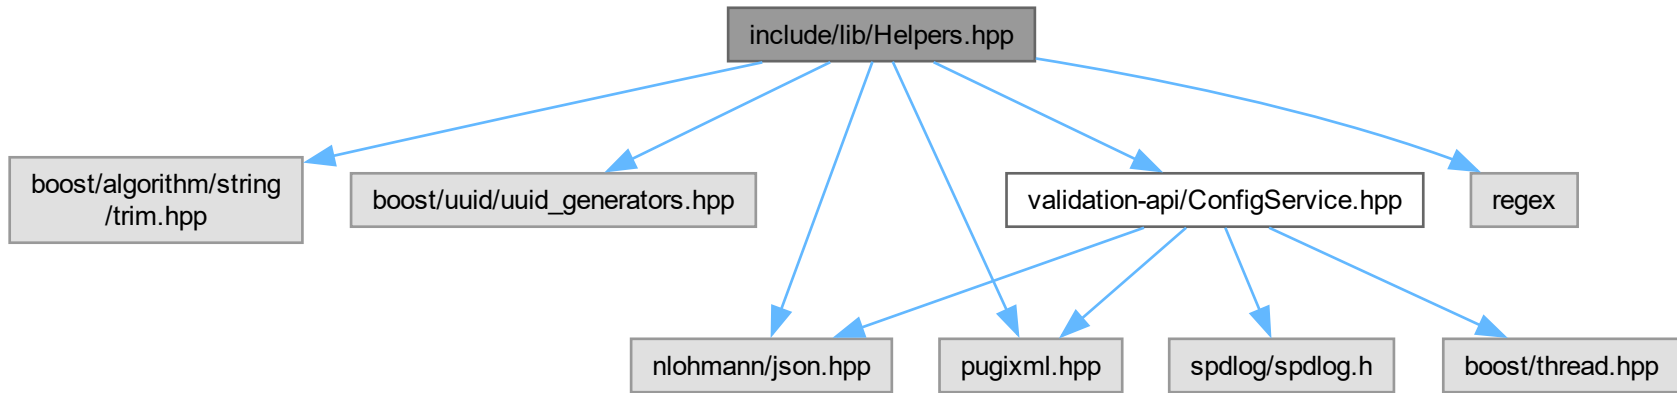 include/lib/Helpers.hpp
boost/algorithm/string
/trim.hpp
boost/uuid/uuid_generators.hpp
validation-api/ConfigService.hpp
regex
nlohmann/json.hpp
pugixml.hpp
spdlog/spdlog.h
boost/thread.hpp